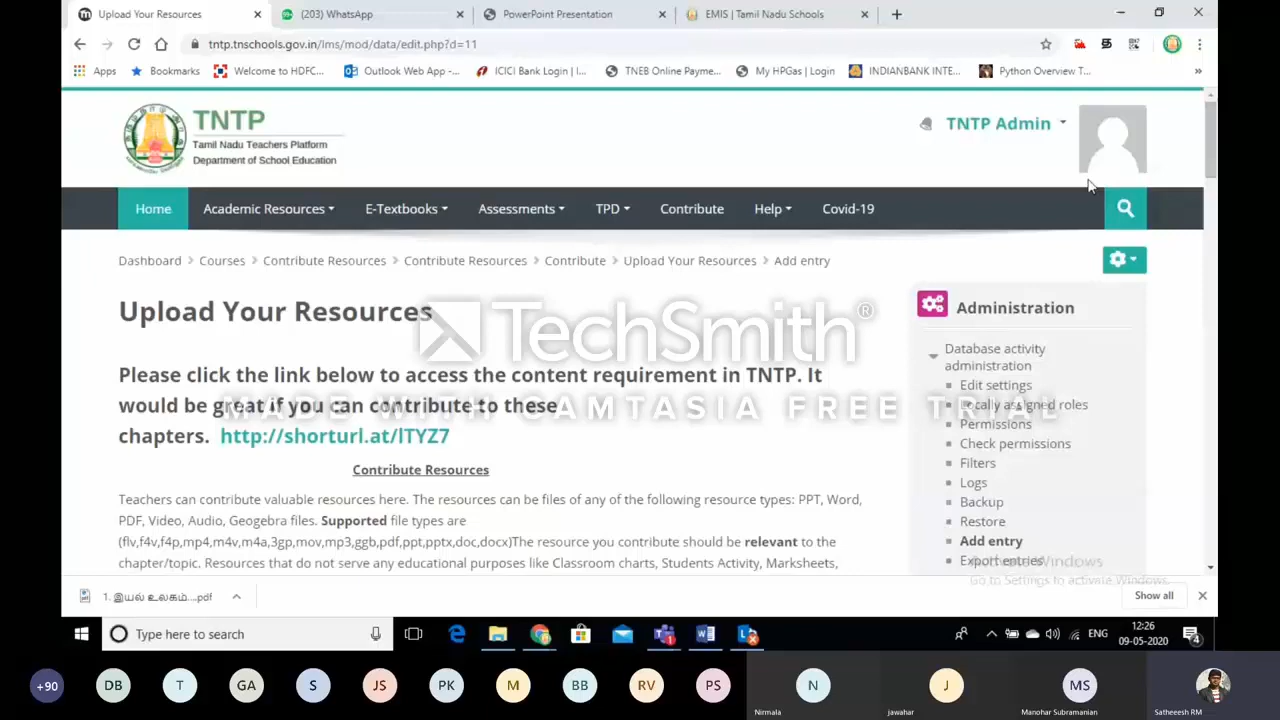 Upload Your Resources
(203) WhatsApp
PowerPoint Presentation
EMIS | Tamil Nadu Schools
tntp.tnschools.gov.in/lms/mod/data/edit.php?d=11
Apps
Bookmarks
Welcome to HDFC...
Outlook Web App -...
ICICI Bank Login | I...
TNEB Online Payme...
My HPGas | Login
INDIANBANK INTE...
Python Overview T...
»
TNTP
Tamil Nadu Teachers Platform
Department of School Education
TNTP Admin
Home
Academic Resources
E-Textbooks
Assessments
TPD
Contribute
Help
Covid-19
Dashboard > Courses > Contribute Resources > Contribute Resources > Contribute > Upload Your Resources > Add entry
Upload Your Resources
TechSmith®
MADE WITH CAMTASIA FREE TRIAL
Please click the link below to access the content requirement in TNTP. It
would be great if you can contribute to these
chapters. http://shorturl.at/lTYZ7
Contribute Resources
Teachers can contribute valuable resources here. The resources can be files of any of the following resource types: PPT, Word,
PDF, Video, Audio, Geogebra files. Supported file types are
(flv,f4v,f4p,mp4,m4v,m4a,3gp,mov,mp3,ggb,pdf,ppt,pptx,doc,docx)The resource you contribute should be relevant to the
chapter/topic. Resources that do not serve any educational purposes like Classroom charts, Students Activity, Marksheets,
Administration
Database activity
administration
Edit settings
Locally assigned roles
Permissions
Check permissions
Filters
Logs
Backup
Restore
Add entry
Export entries
Activate Windows
Go to Settings to activate Windows.
1. இயல் உலகம்....pdf
Show all
Type here to search
ENG
12:26
09-05-2020
4
+90
DB
T
GA
S
JS
PK
M
BB
RV
PS
N
Nirmala
J
jawahar
MS
Manohar Subramanian
Satheeesh RM